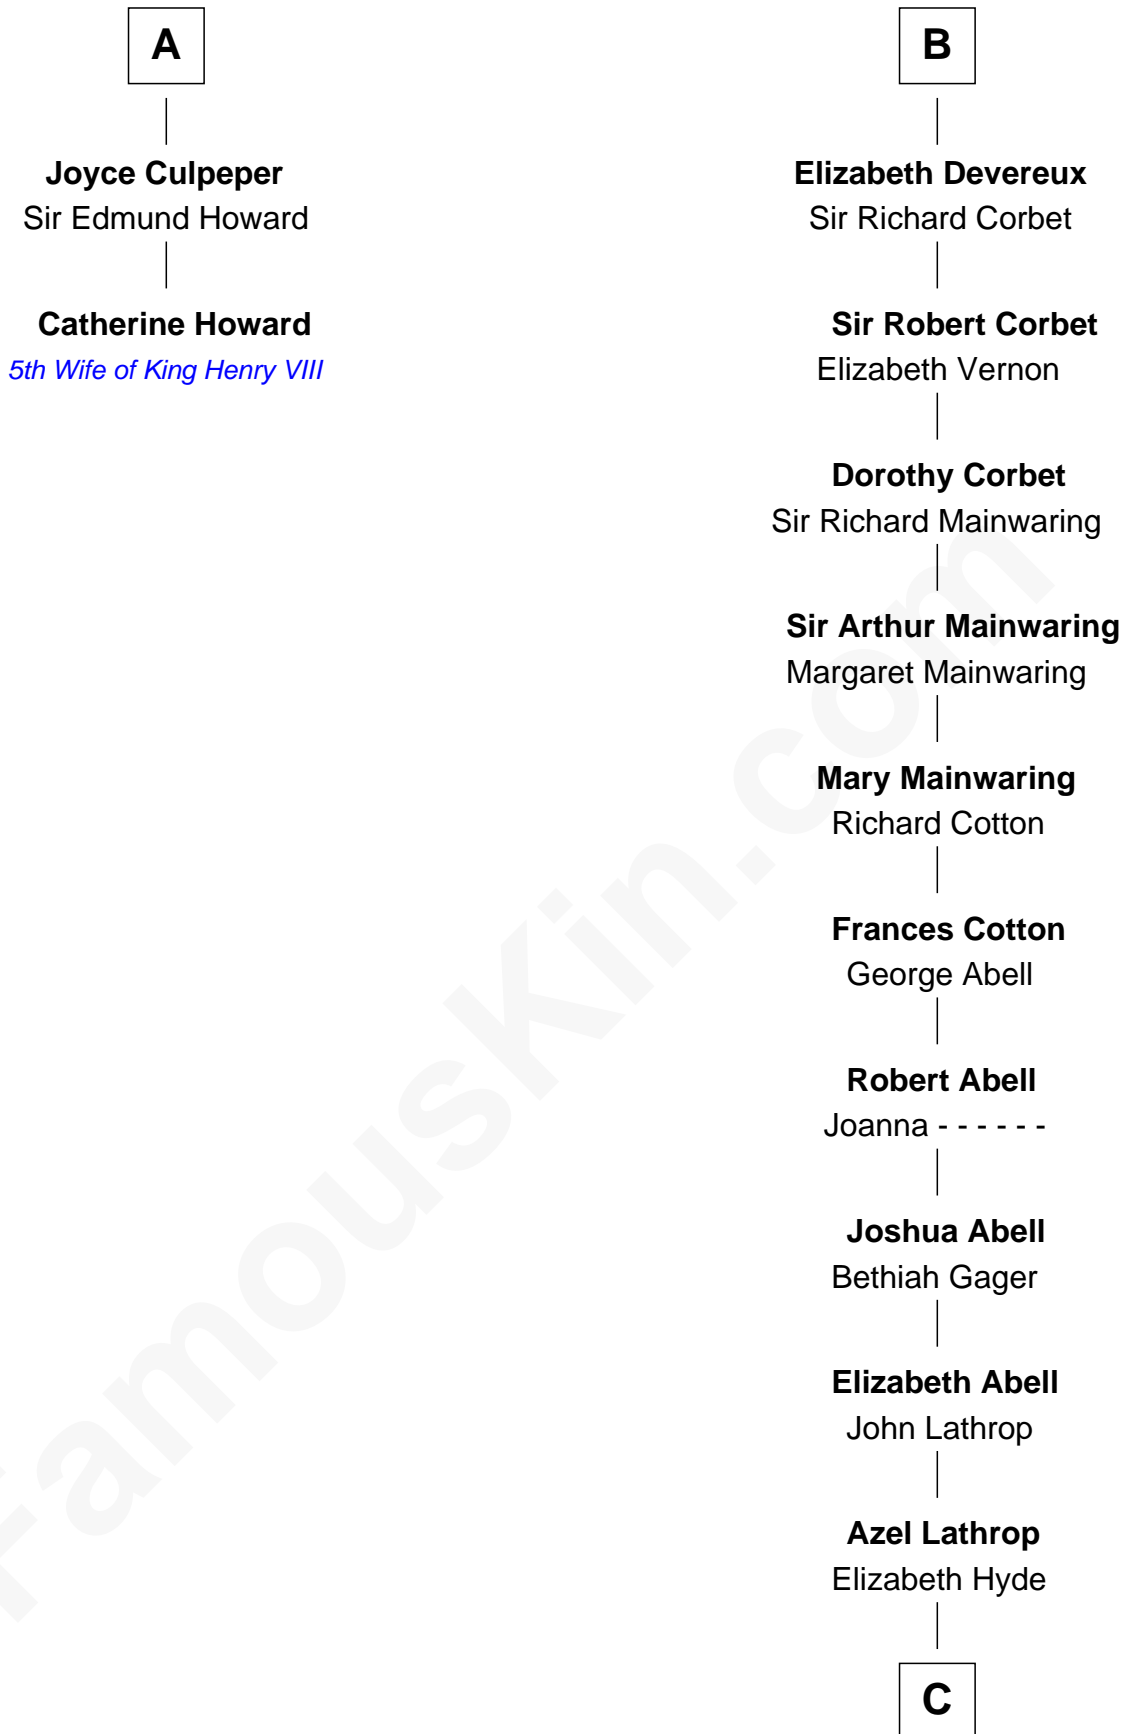 A
Joyce Culpeper
Sir Edmund Howard
Catherine Howard
5th Wife of King Henry VIII
B
Elizabeth Devereux
Sir Richard Corbet
Sir Robert Corbet
Elizabeth Vernon
Dorothy Corbet
Sir Richard Mainwaring
Sir Arthur Mainwaring
Margaret Mainwaring
Mary Mainwaring
Richard Cotton
Frances Cotton
George Abell
Robert Abell
Joanna - - - - - -
Joshua Abell
Bethiah Gager
Elizabeth Abell
John Lathrop
Azel Lathrop
Elizabeth Hyde
C
FamousKin.com